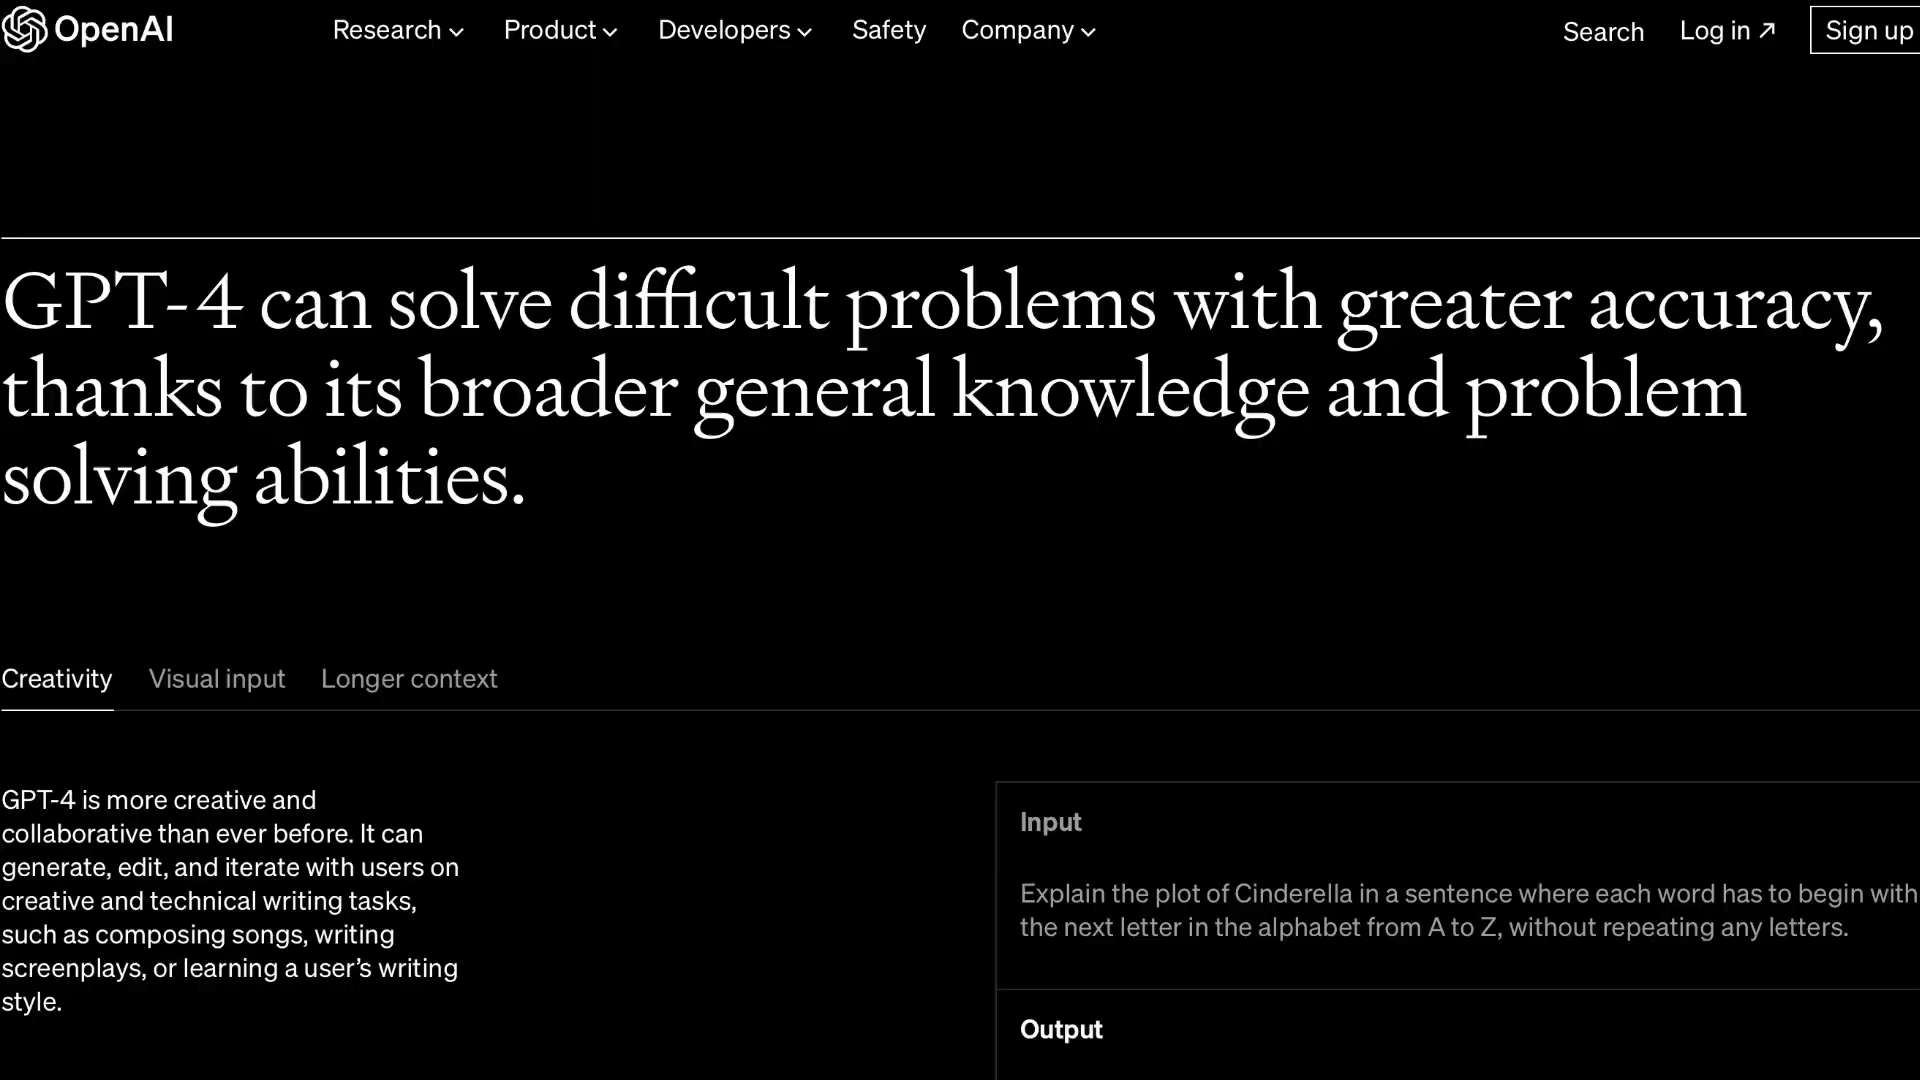 OpenAI
Research Product Developers Safety Company
Search Log in Sign up
GPT-4 can solve difficult problems with greater accuracy,
thanks to its broader general knowledge and problem
solving abilities.
Creativity Visual input Longer context
GPT-4 is more creative and
collaborative than ever before. It can
generate, edit, and iterate with users on
creative and technical writing tasks,
such as composing songs, writing
screenplays, or learning a user’s writing
style.
Input
Explain the plot of Cinderella in a sentence where each word has to begin with
the next letter in the alphabet from A to Z, without repeating any letters.
Output